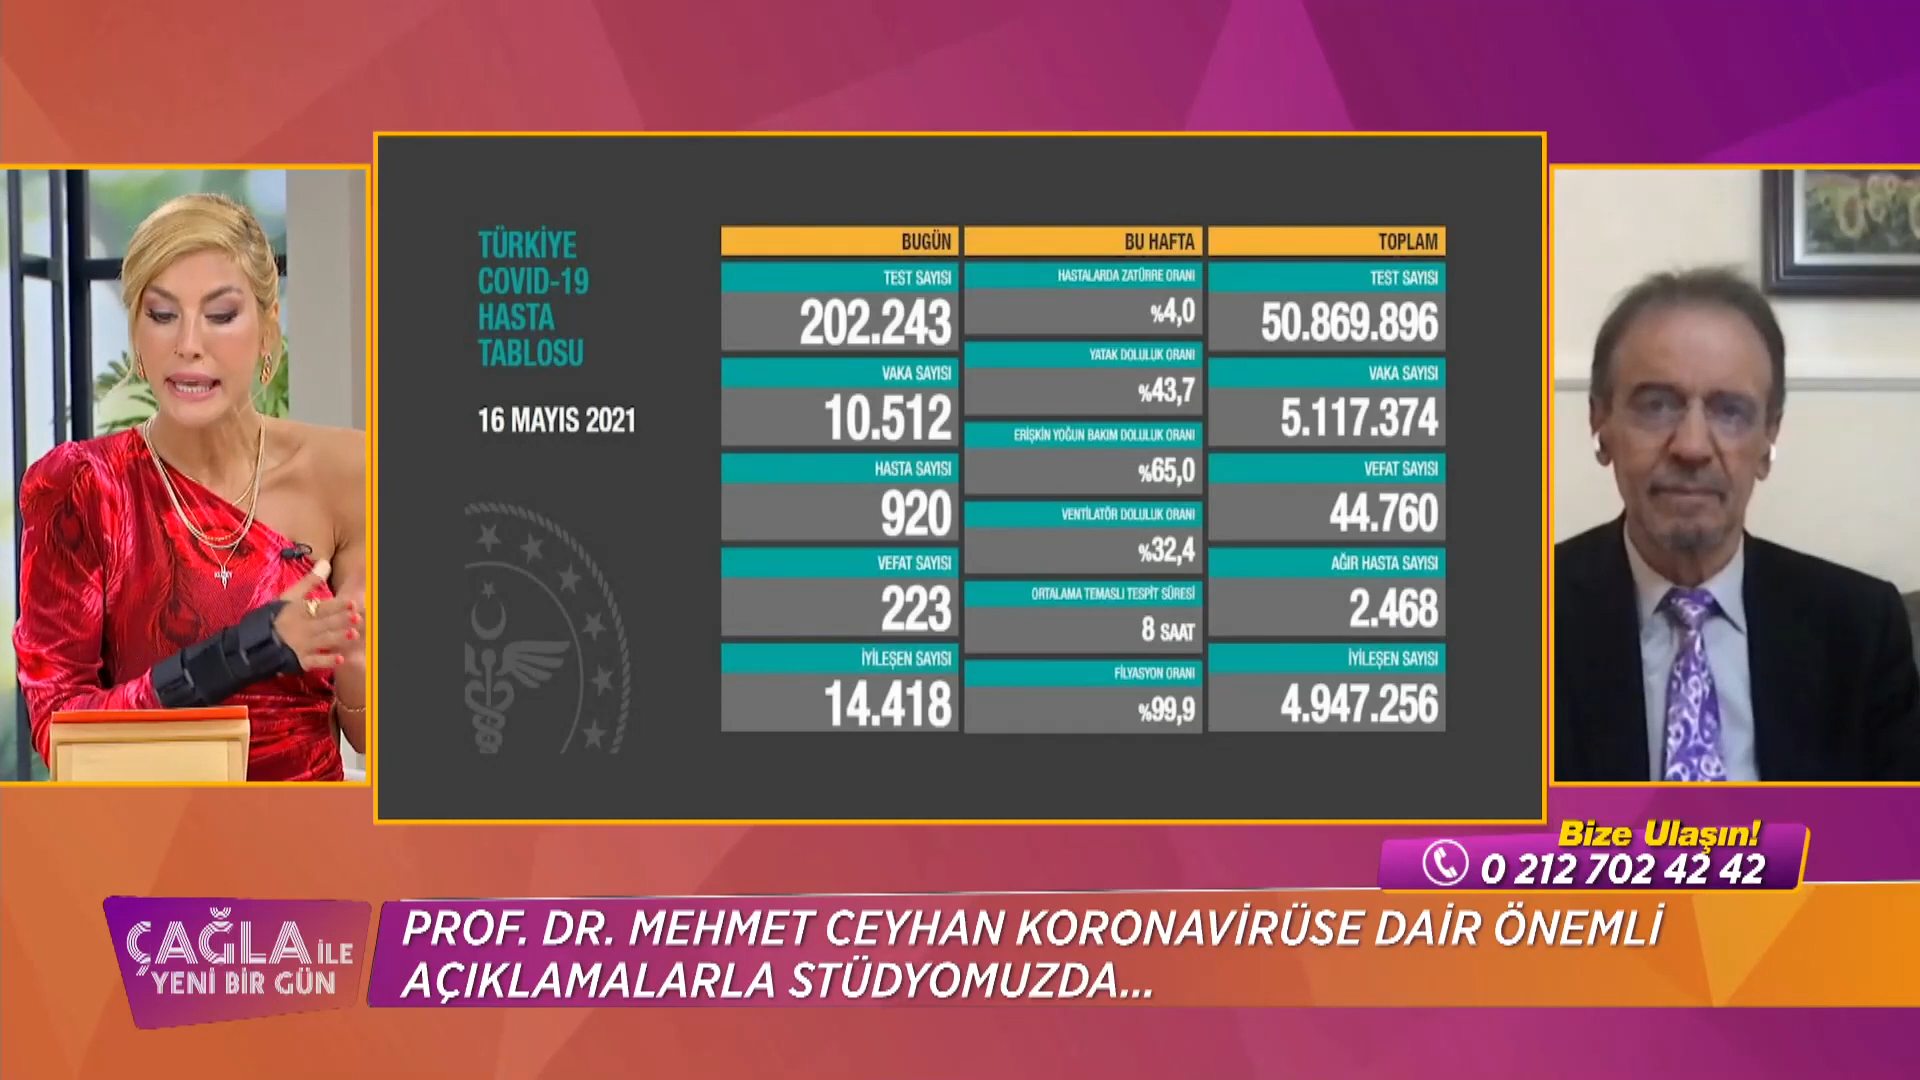 TÜRKİYE
COVID-19
HASTA
TABLOSU
16 MAYIS 2021
BUGÜN
TEST SAYISI
202.243
VAKA SAYISI
10.512
HASTA SAYISI
920
VEFAT SAYISI
223
İYİLEŞEN SAYISI
14.418
BU HAFTA
HASTALARDA ZATÜRRE ORANI
%4,0
YATAK DOLULUK ORANI
%43,7
ERİŞKİN YOĞUN BAKIM DOLULUK ORANI
%65,0
VENTİLATÖR DOLULUK ORANI
%32,4
ORTALAMA TEMASLI TESPİT SÜRESİ
8 SAAT
FİLYASYON ORANI
%99,9
TOPLAM
TEST SAYISI
50.869.896
VAKA SAYISI
5.117.374
VEFAT SAYISI
44.760
AĞIR HASTA SAYISI
2.468
İYİLEŞEN SAYISI
4.947.256
Bize Ulaşın!
0 212 702 42 42
ÇAĞLA İLE
YENİ BİR GÜN
PROF. DR. MEHMET CEYHAN KORONAVİRÜSE DAİR ÖNEMLİ
AÇIKLAMALARLA STÜDYOMUZDA...